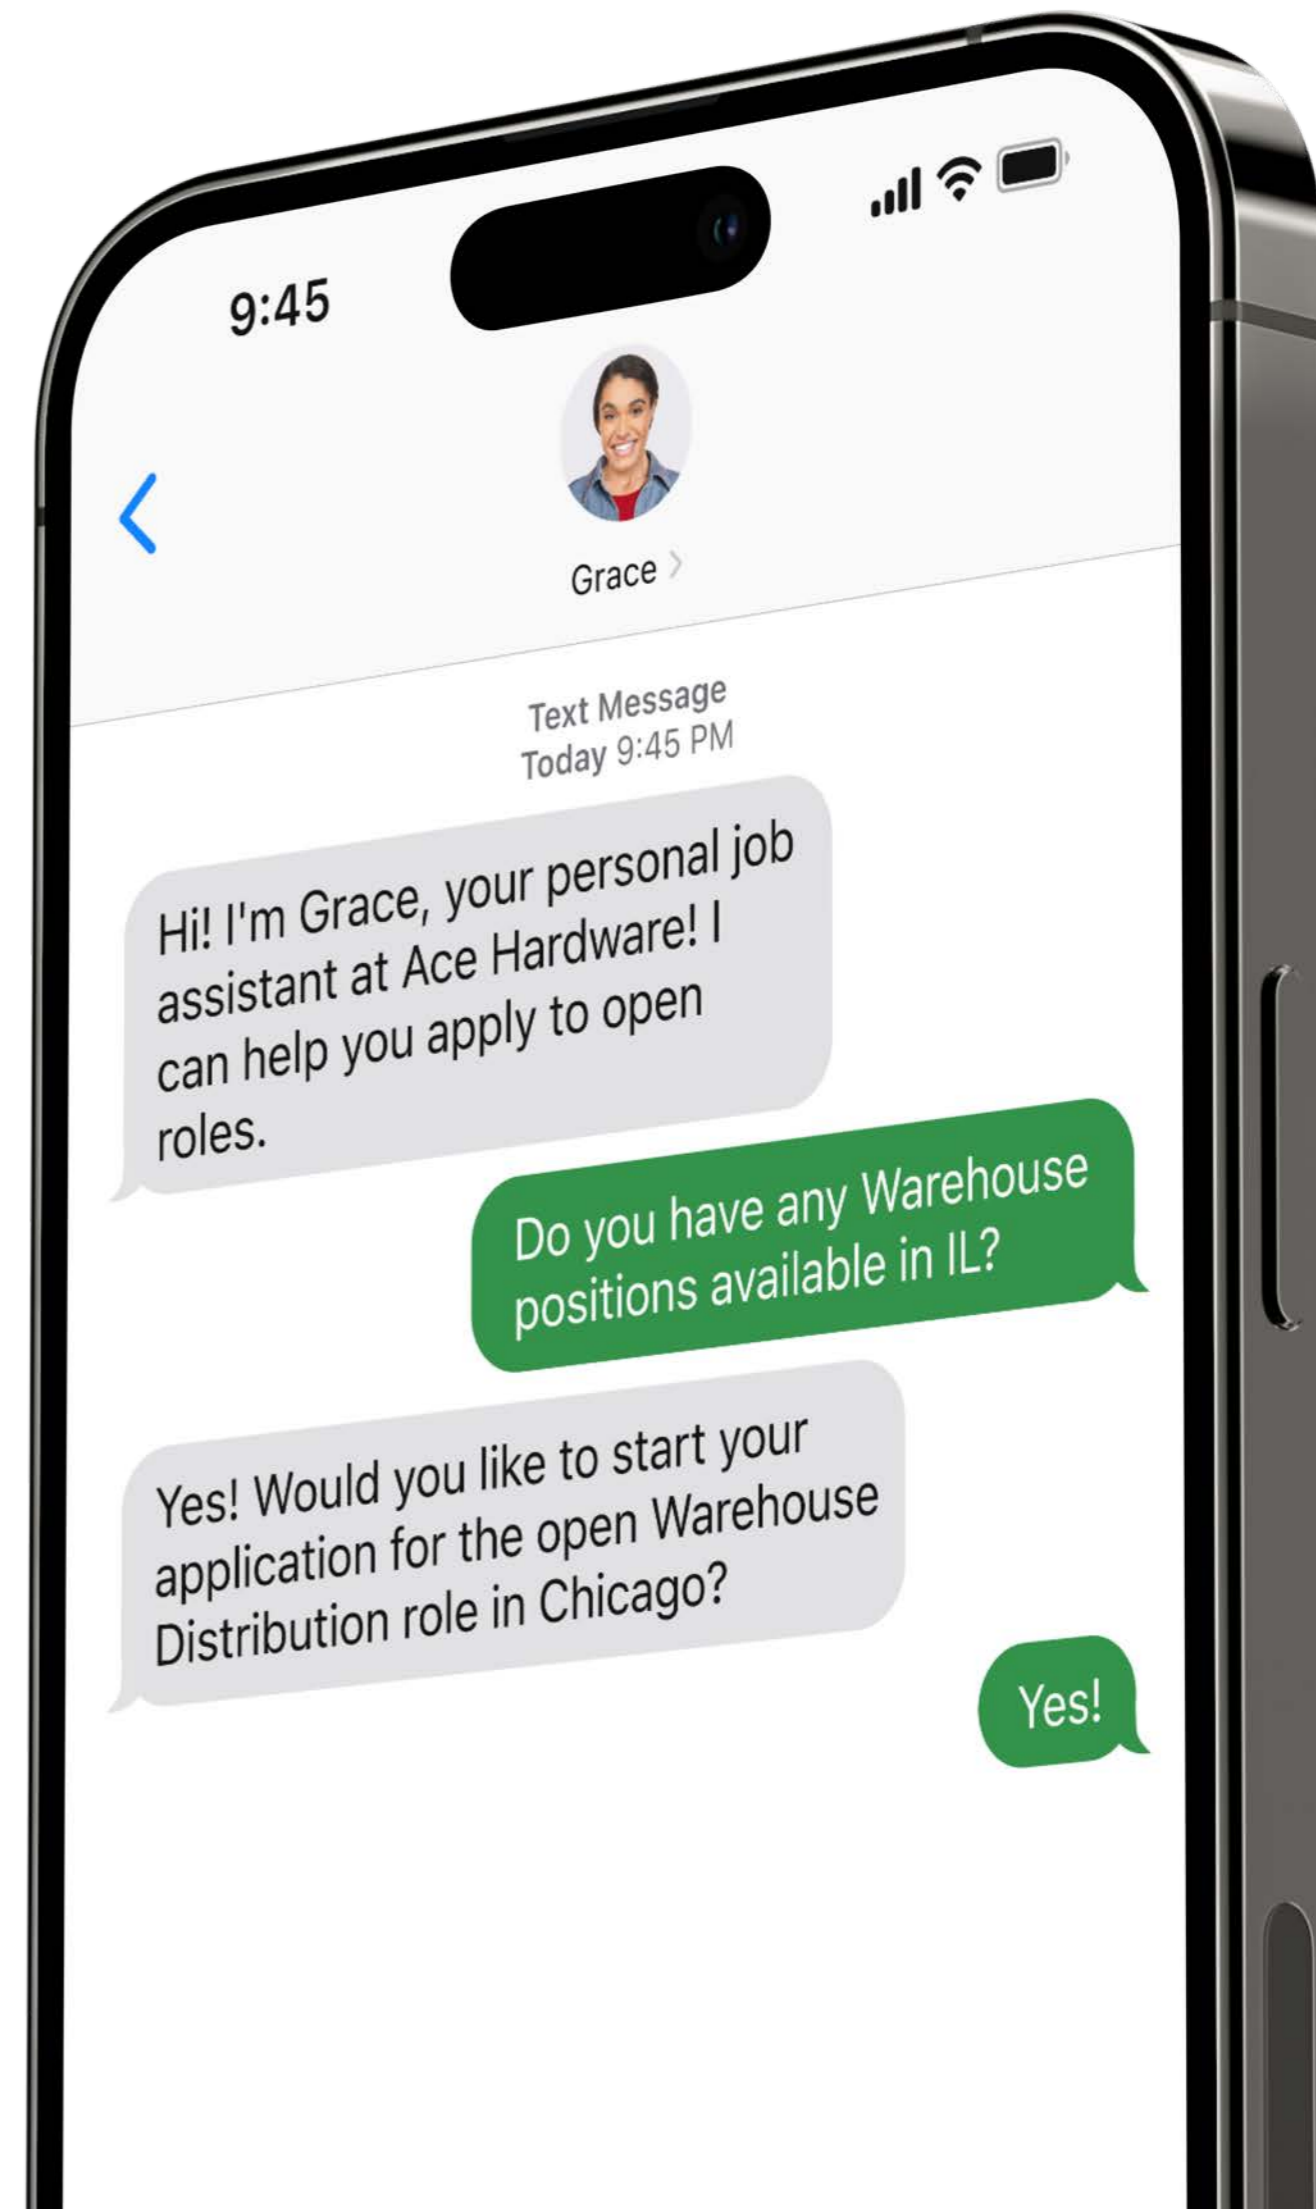 9:45
Grace
Text Message
Today 9:45 PM
Hi! I'm Grace, your personal job
assistant at Ace Hardware! I
can help you apply to open
roles.
Do you have any Warehouse
positions available in IL?
Yes! Would you like to start your
application for the open Warehouse
Distribution role in Chicago?
Yes!